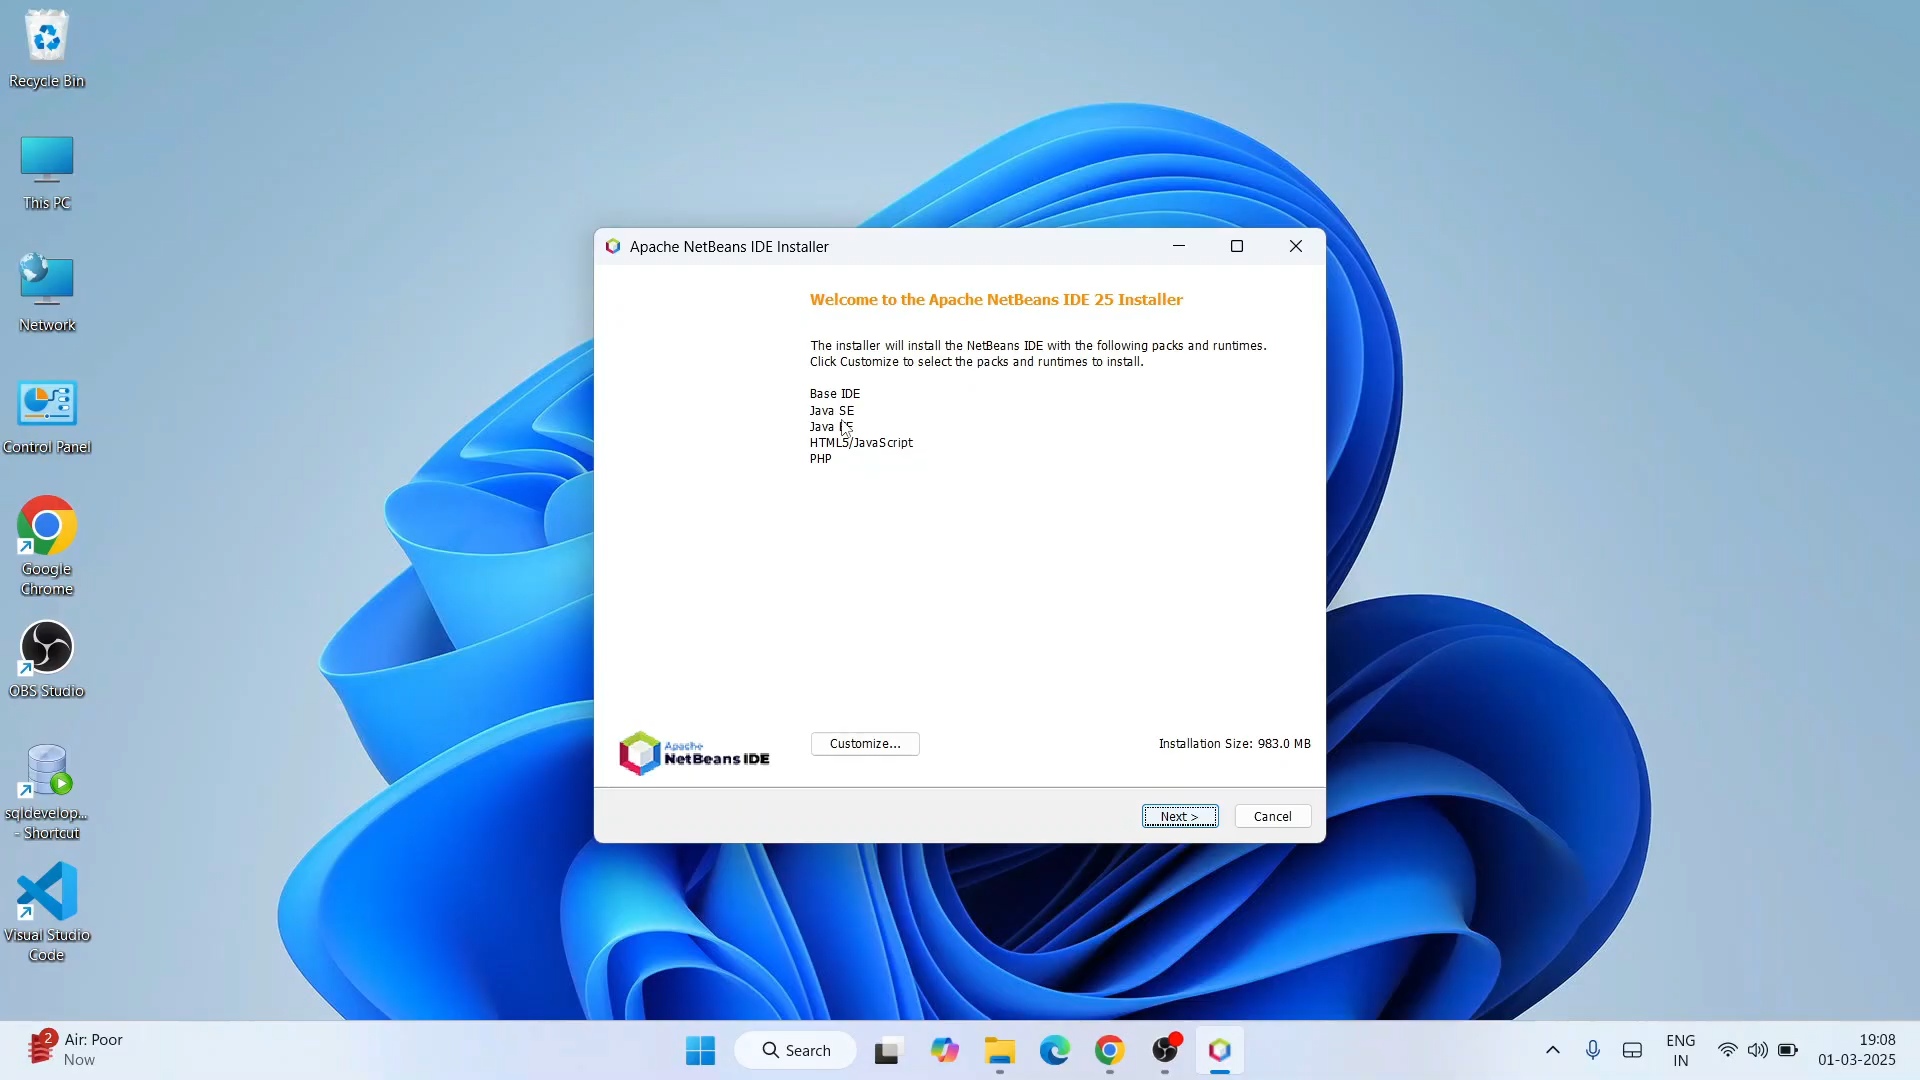 Recycle Bin
This PC
Network
Control Panel
Google
Chrome
OBS Studio
sqldevelop...
- Shortcut
Visual Studio
Code
Apache NetBeans IDE Installer
Welcome to the Apache NetBeans IDE 25 Installer
The installer will install the NetBeans IDE with the following packs and runtimes.
Click Customize to select the packs and runtimes to install.
Base IDE
Java SE
Java EE
HTML5/JavaScript
PHP
Apache
NetBeans IDE
Customize...
Installation Size: 983.0 MB
Next >
Cancel
2
Air: Poor
Now
Search
ENG
IN
19:08
01-03-2025